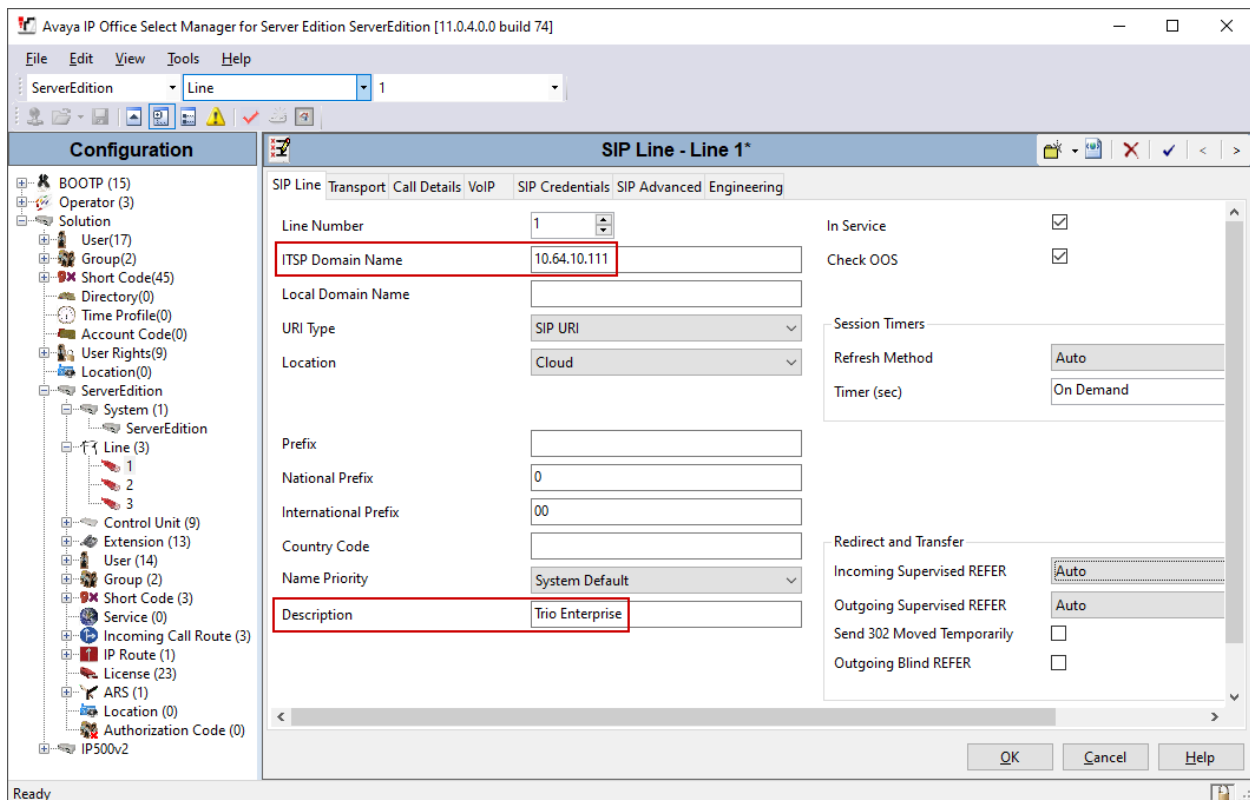 Avaya IP Office Select Manager for Server Edition ServerEdition [11.0.4.0.0 build 74]
File Edit View Tools Help
ServerEdition Line 1
Configuration
BOOTP (15)
Operator (3)
Solution
User(17)
Group(2)
Short Code(45)
Directory(0)
Time Profile(0)
Account Code(0)
User Rights(9)
Location(0)
ServerEdition
System (1)
ServerEdition
Line (3)
1
2
3
Control Unit (9)
Extension (13)
User (14)
Group (2)
Short Code (3)
Service (0)
Incoming Call Route (3)
IP Route (1)
License (23)
ARS (1)
Location (0)
Authorization Code (0)
IP500v2
SIP Line - Line 1*
SIP Line Transport Call Details VoIP SIP Credentials SIP Advanced Engineering
Line Number 1
ITSP Domain Name 10.64.10.111
Local Domain Name
URI Type SIP URI
Location Cloud
Prefix
National Prefix 0
International Prefix 00
Country Code
Name Priority System Default
Description Trio Enterprise
In Service
Check OOS
Session Timers
Refresh Method Auto
Timer (sec) On Demand
Redirect and Transfer
Incoming Supervised REFER Auto
Outgoing Supervised REFER Auto
Send 302 Moved Temporarily
Outgoing Blind REFER
OK Cancel Help
Ready